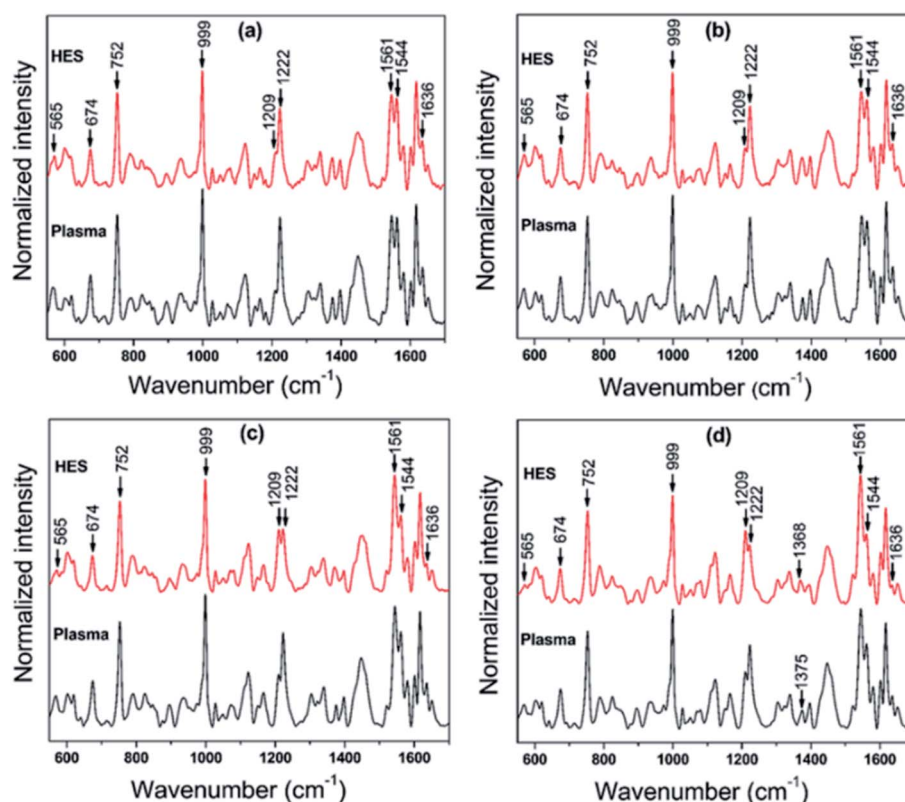 (a)
HES
Plasma
565
674
752
999
1209
1222
1561
1544
1636
Normalized intensity
600 800 1000 1200 1400 1600
Wavenumber (cm⁻¹)
(b)
HES
Plasma
565
674
752
999
1209
1222
1561
1544
1636
Normalized intensity
600 800 1000 1200 1400 1600
Wavenumber (cm⁻¹)
(c)
HES
Plasma
565
674
752
999
1209
1222
1561
1544
1636
Normalized intensity
600 800 1000 1200 1400 1600
Wavenumber (cm⁻¹)
(d)
HES
Plasma
565
674
752
999
1209
1222
1368
1375
1561
1544
1636
Normalized intensity
600 800 1000 1200 1400 1600
Wavenumber (cm⁻¹)